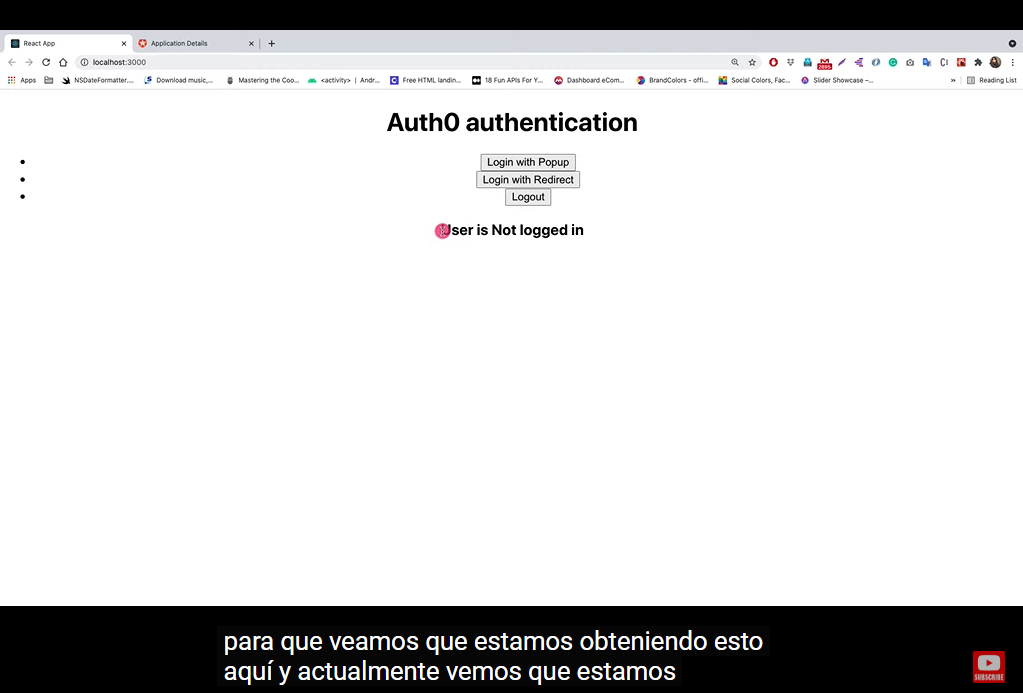 React App
Application Details
localhost:3000
Apps
NSDateFormatter....
Download music,...
Mastering the Coo...
<activity> | Andr...
Free HTML landin...
18 Fun APIs For Y...
Dashboard eCom...
BrandColors - offi...
Social Colors, Fac...
Slider Showcase –...
»
Reading List
Auth0 authentication
Login with Popup
Login with Redirect
Logout
User is Not logged in
para que veamos que estamos obteniendo esto
aquí y actualmente vemos que estamos
SUBSCRIBE